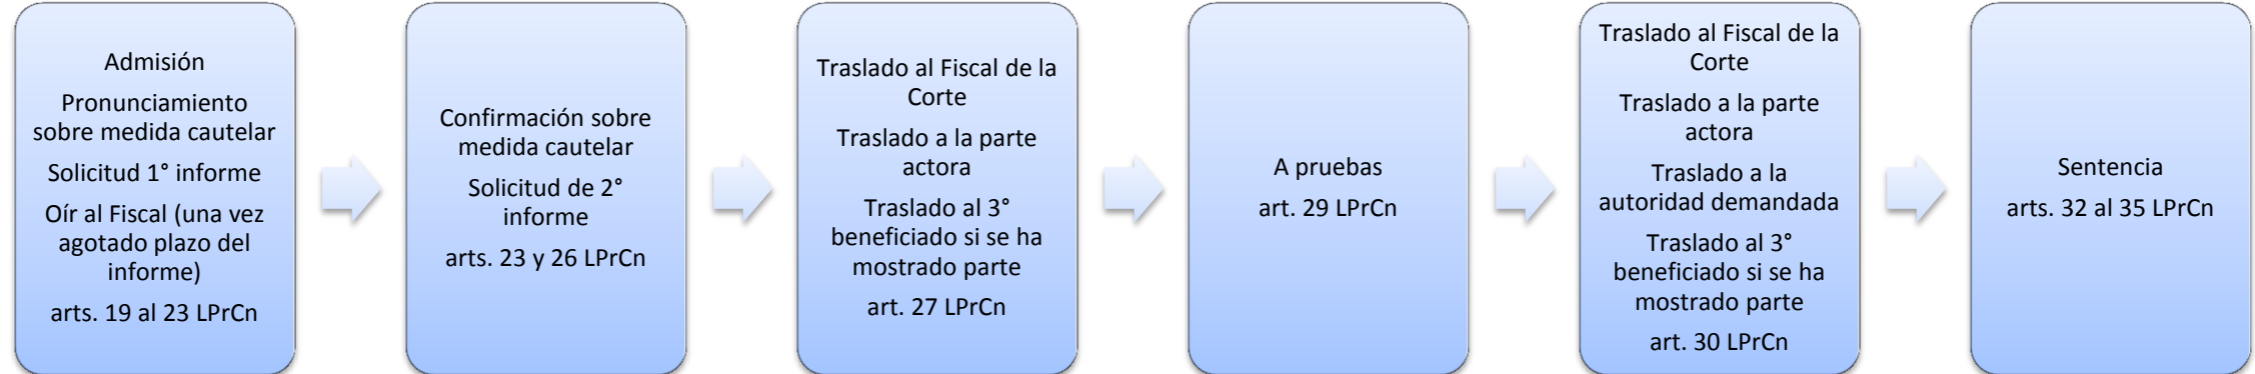 Admisión
Pronunciamiento
sobre medida cautelar
Solicitud 1° informe
Oír al Fiscal (una vez
agotado plazo del
informe)
arts. 19 al 23 LPrCn
Confirmación sobre
medida cautelar
Solicitud de 2°
informe
arts. 23 y 26 LPrCn
Traslado al Fiscal de la
Corte
Traslado a la parte
actora
Traslado al 3°
beneficiado si se ha
mostrado parte
art. 27 LPrCn
A pruebas
art. 29 LPrCn
Traslado al Fiscal de la
Corte
Traslado a la parte
actora
Traslado a la
autoridad demandada
Traslado al 3°
beneficiado si se ha
mostrado parte
art. 30 LPrCn
Sentencia
arts. 32 al 35 LPrCn